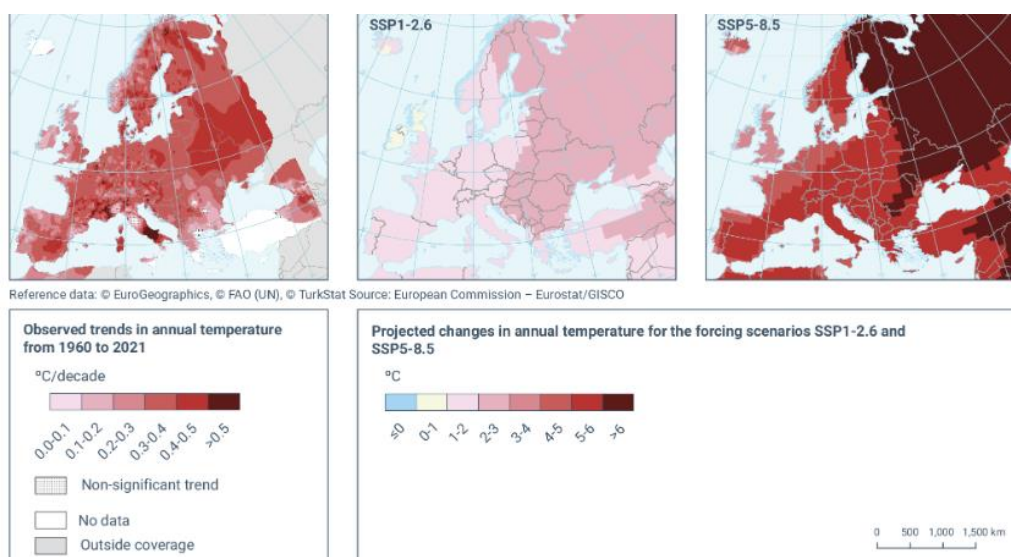 SSP1-2.6
SSP5-8.5
Reference data: © EuroGeographics, © FAO (UN), © TurkStat Source: European Commission – Eurostat/GISCO
Observed trends in annual temperature
from 1960 to 2021
ºC/decade
0.0-0.1
0.1-0.2
0.2-0.3
0.3-0.4
0.4-0.5
>0.5
Non-significant trend
No data
Outside coverage
Projected changes in annual temperature for the forcing scenarios SSP1-2.6 and
SSP5-8.5
ºC
≤0
0-1
1-2
2-3
3-4
4-5
5-6
>6
0 500 1,000 1,500 km